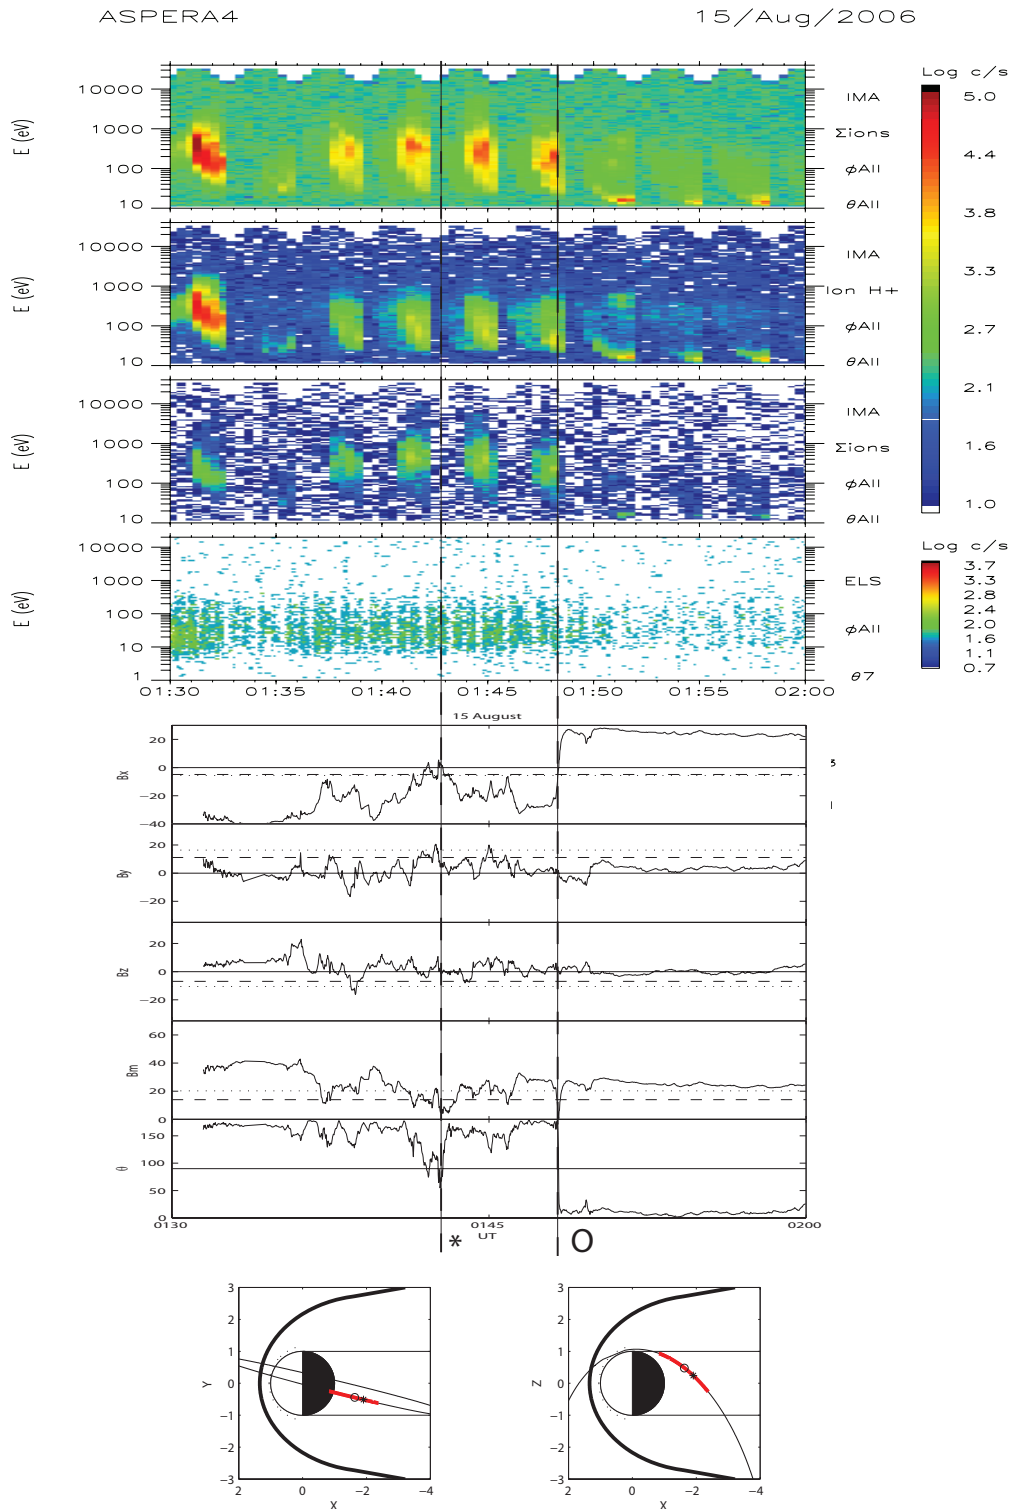 ASPERA4 15/Aug/2006
Log c/s
E (eV) 10000 1000 100 10 IMA Σions φAll θAll
5.0
4.4
3.8
3.3
2.7
2.1
1.6
1.0
E (eV) 10000 1000 100 10 IMA Ion H+ φAll θAll
E (eV) 10000 1000 100 10 IMA Σions φAll θAll
Log c/s
3.7
3.3
2.8
2.4
2.0
1.6
1.1
0.7
E (eV) 10000 1000 100 10 1 ELS φAll θ7
01:30 01:35 01:40 01:45 01:50 01:55 02:00
15 August
Bx 20 0 −20 −40
3
By 20 0 −20
Bz 20 0 −20
Bm 60 40 20 0
θ 150 100 50 0
0130 0145 0200
UT
* O
Y 3 2 1 0 −1 −2 −3
2 0 −2 −4
X
Z 3 2 1 0 −1 −2 −3
2 0 −2 −4
X